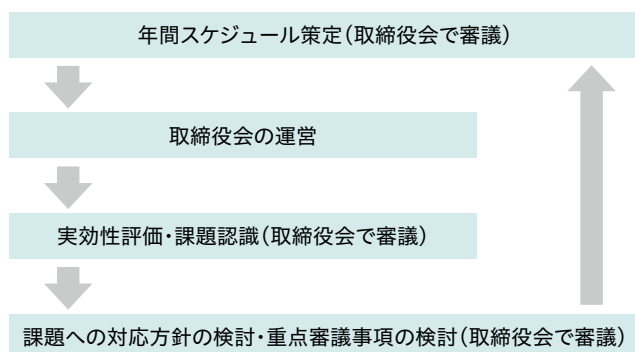 年間スケジュール策定（取締役会で審議）
取締役会の運営
実効性評価・課題認識（取締役会で審議）
課題への対応方針の検討・重点審議事項の検討（取締役会で審議）